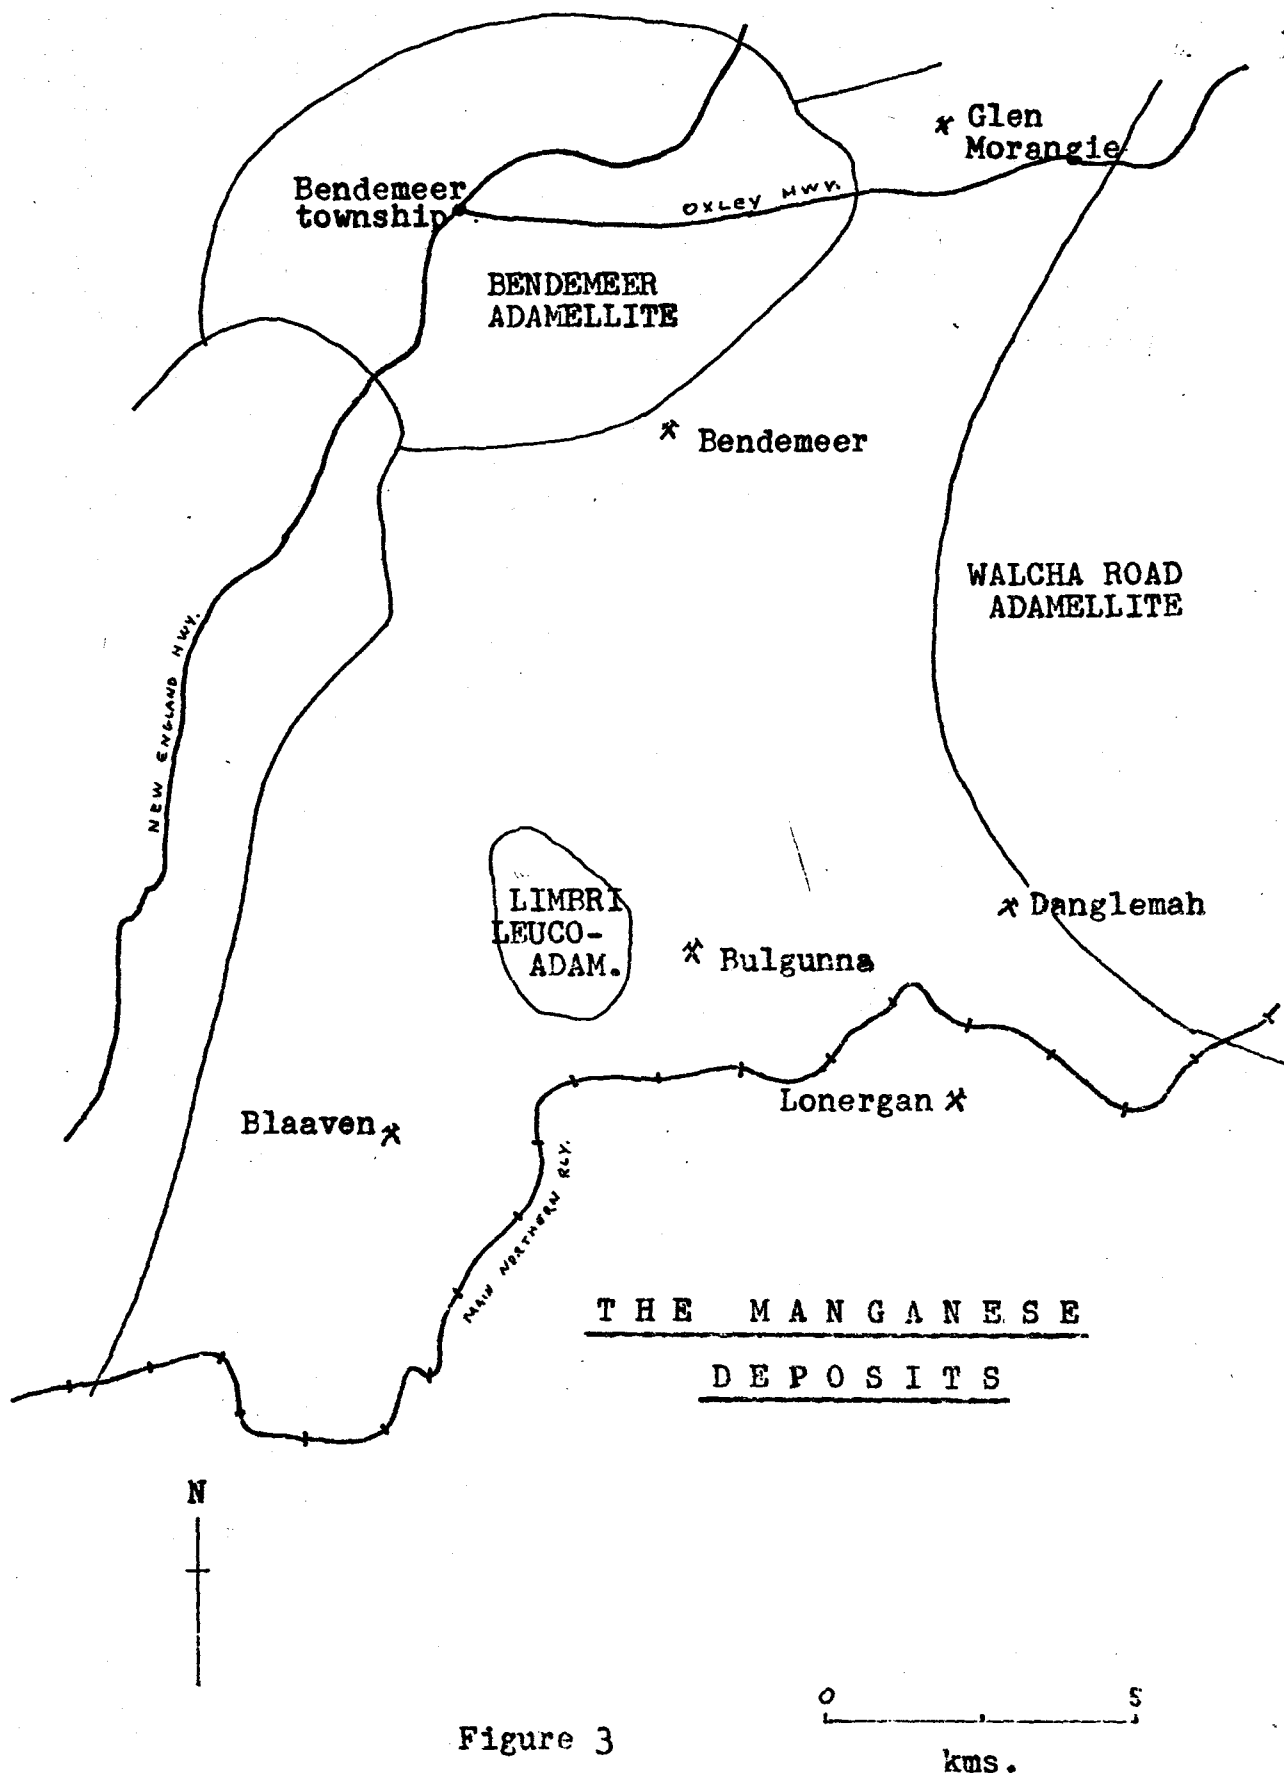 Glen
Morangie
Bendemeer
township
OXLEY HWY.
BENDEMEER
ADAMELLITE
Bendemeer
WALCHA ROAD
ADAMELLITE
NEW ENGLAND HWY.
LIMBRI
LEUCO-
ADAM.
Danglemah
Bulgunna
Lonergan
Blaaven
MAIN NORTHERN RLY.
THE MANGANESE
DEPOSITS
N
0 5
kms.
Figure 3